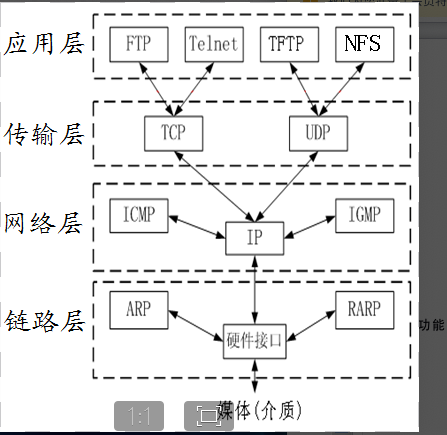 应用层 FTP Telnet TFTP NFS
传输层 TCP UDP
网络层 ICMP IP IGMP
链路层 ARP 硬件接口 RARP
功能
媒体(介质)
1:1